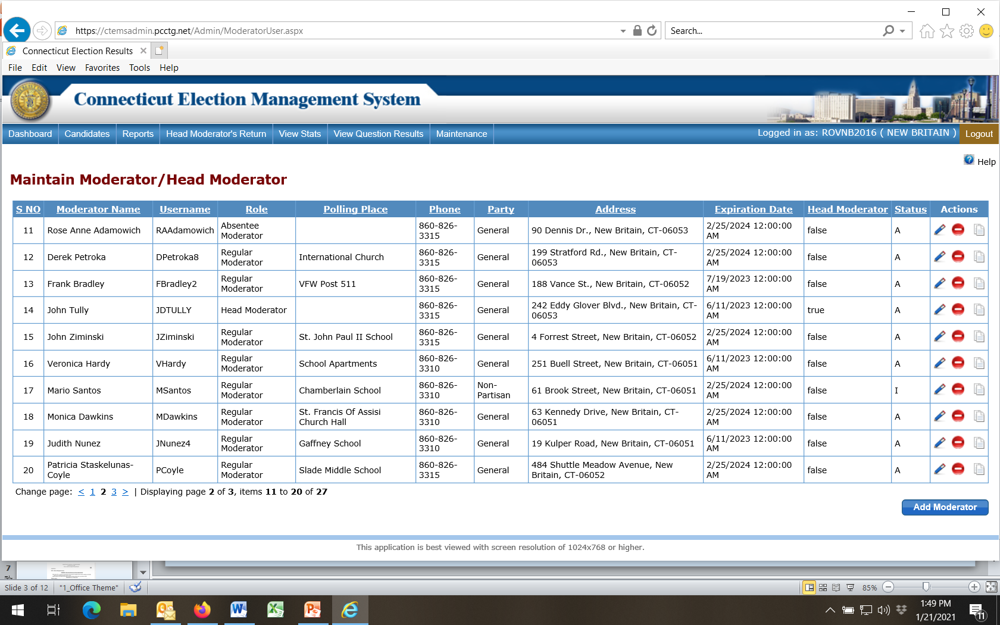 https://ctemsadmin.pcctg.net/Admin/ModeratorUser.aspx Search...
Connecticut Election Results
File Edit View Favorites Tools Help
Connecticut Election Management System
Dashboard Candidates Reports Head Moderator's Return View Stats View Question Results Maintenance Logged in as: ROVNB2016 ( NEW BRITAIN ) Logout
Help
Maintain Moderator/Head Moderator
S NO Moderator Name Username Role Polling Place Phone Party Address Expiration Date Head Moderator Status Actions
11 Rose Anne Adamowich RAAdamowich Absentee Moderator 860-826-3315 General 90 Dennis Dr., New Britain, CT-06053 2/25/2024 12:00:00 AM false A
12 Derek Petroka DPetroka8 Regular Moderator International Church 860-826-3315 General 199 Stratford Rd., New Britain, CT-06053 2/25/2024 12:00:00 AM false A
13 Frank Bradley FBradley2 Regular Moderator VFW Post 511 860-826-3315 General 188 Vance St., New Britain, CT-06052 7/19/2023 12:00:00 AM false A
14 John Tully JDTULLY Head Moderator 860-826-3315 General 242 Eddy Glover Blvd., New Britain, CT-06053 6/11/2023 12:00:00 AM true A
15 John Ziminski JZiminski Regular Moderator St. John Paul II School 860-826-3315 General 4 Forrest Street, New Britain, CT-06052 2/25/2024 12:00:00 AM false A
16 Veronica Hardy VHardy Regular Moderator School Apartments 860-826-3310 General 251 Buell Street, New Britain, CT-06051 6/11/2023 12:00:00 AM false A
17 Mario Santos MSantos Regular Moderator Chamberlain School 860-826-3310 Non-Partisan 61 Brook Street, New Britain, CT-06051 2/25/2024 12:00:00 AM false I
18 Monica Dawkins MDawkins Regular Moderator St. Francis Of Assisi Church Hall 860-826-3310 General 63 Kennedy Drive, New Britain, CT-06051 2/25/2024 12:00:00 AM false A
19 Judith Nunez JNunez4 Regular Moderator Gaffney School 860-826-3310 General 19 Kulper Road, New Britain, CT-06051 6/11/2023 12:00:00 AM false A
20 Patricia Staskelunas-Coyle PCoyle Regular Moderator Slade Middle School 860-826-3315 General 484 Shuttle Meadow Avenue, New Britain, CT-06052 2/25/2024 12:00:00 AM false A
Change page: < 1 2 3 > | Displaying page 2 of 3, items 11 to 20 of 27
Add Moderator
This application is best viewed with screen resolution of 1024x768 or higher.
7
Slide 3 of 12 "1_Office Theme" 85%
1:49 PM
1/21/2021
11